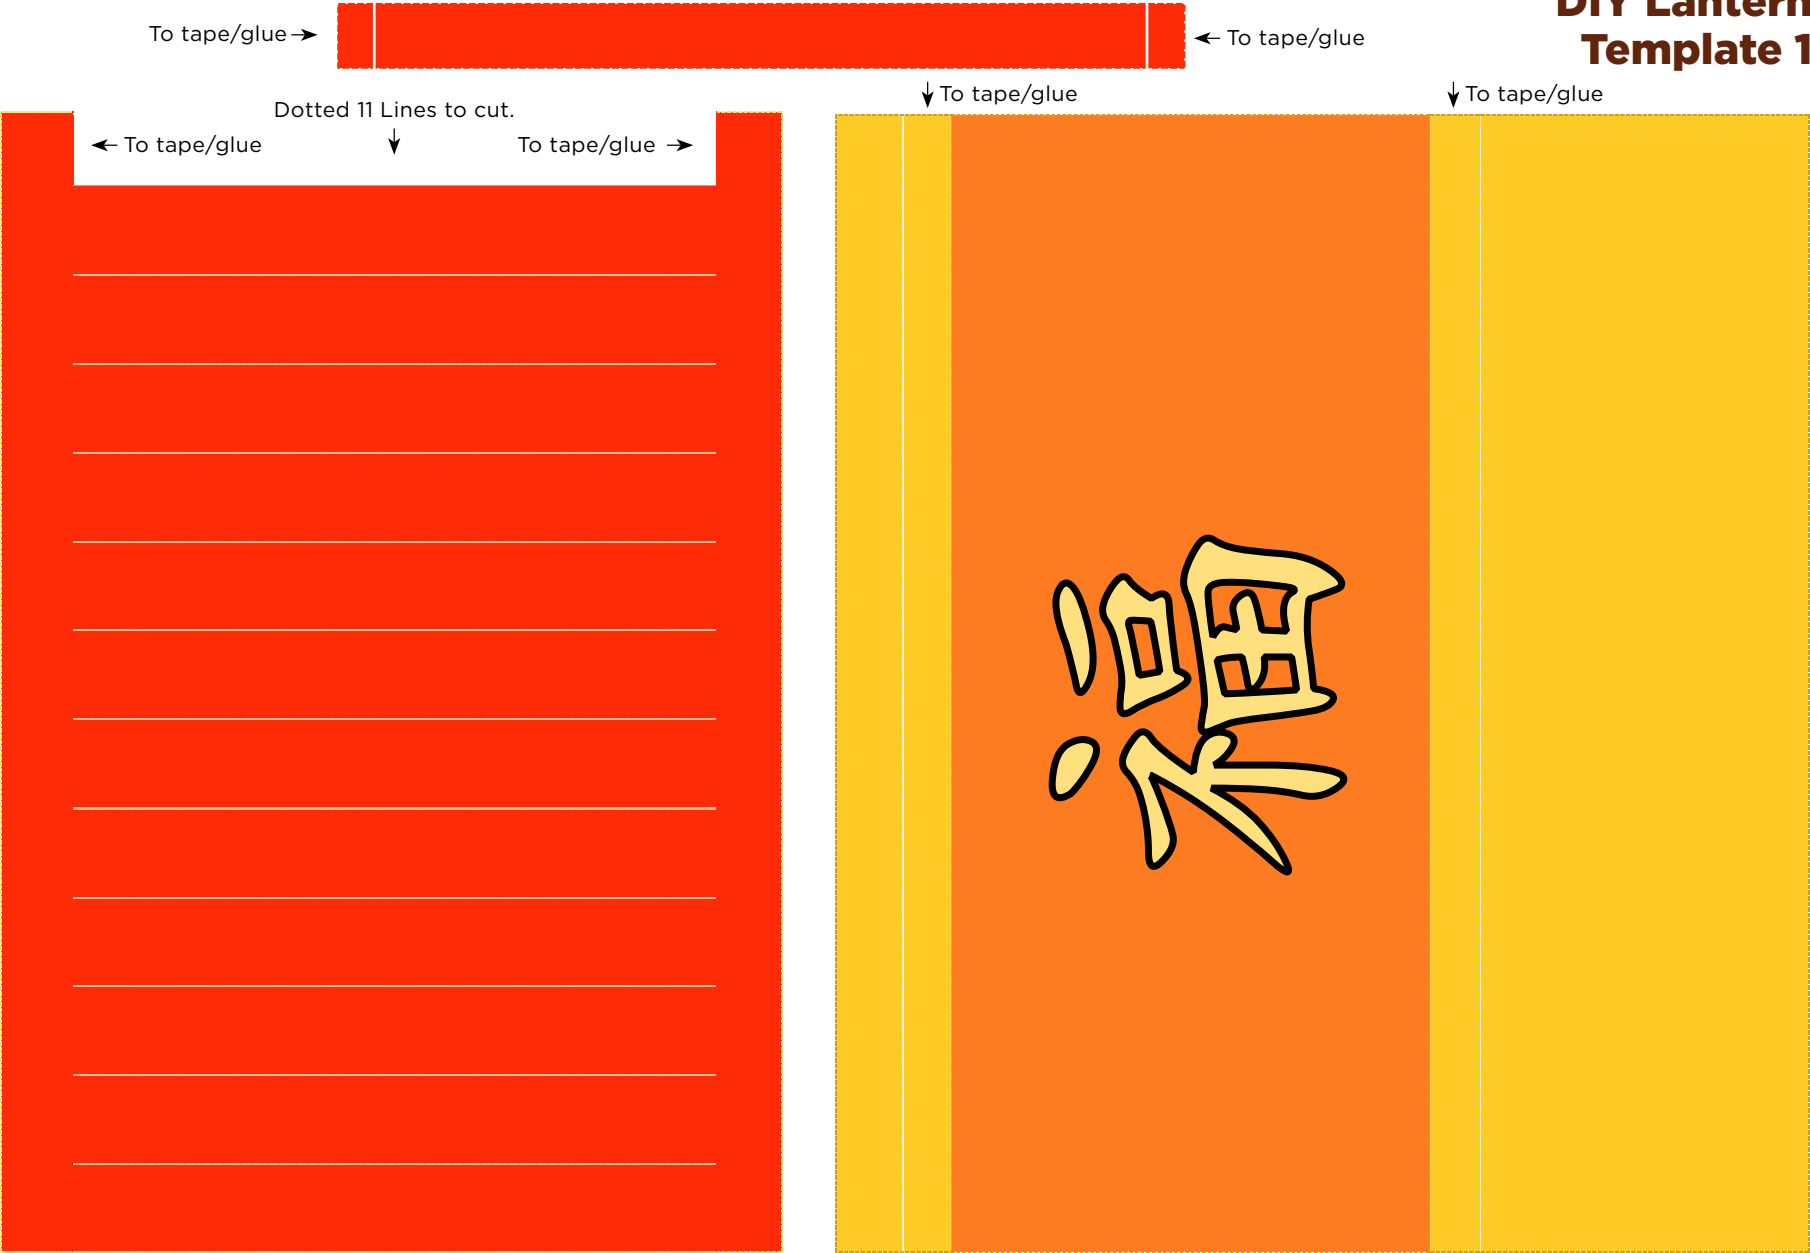 DIY Lantern
Template 1
To tape/glue
To tape/glue
To tape/glue
To tape/glue
Dotted 11 Lines to cut.
To tape/glue
To tape/glue
福